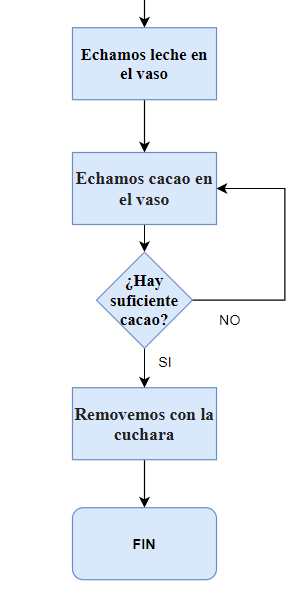 Echamos leche en
el vaso
Echamos cacao en
el vaso
¿Hay
suficiente
cacao?
NO
SI
Removemos con la
cuchara
FIN